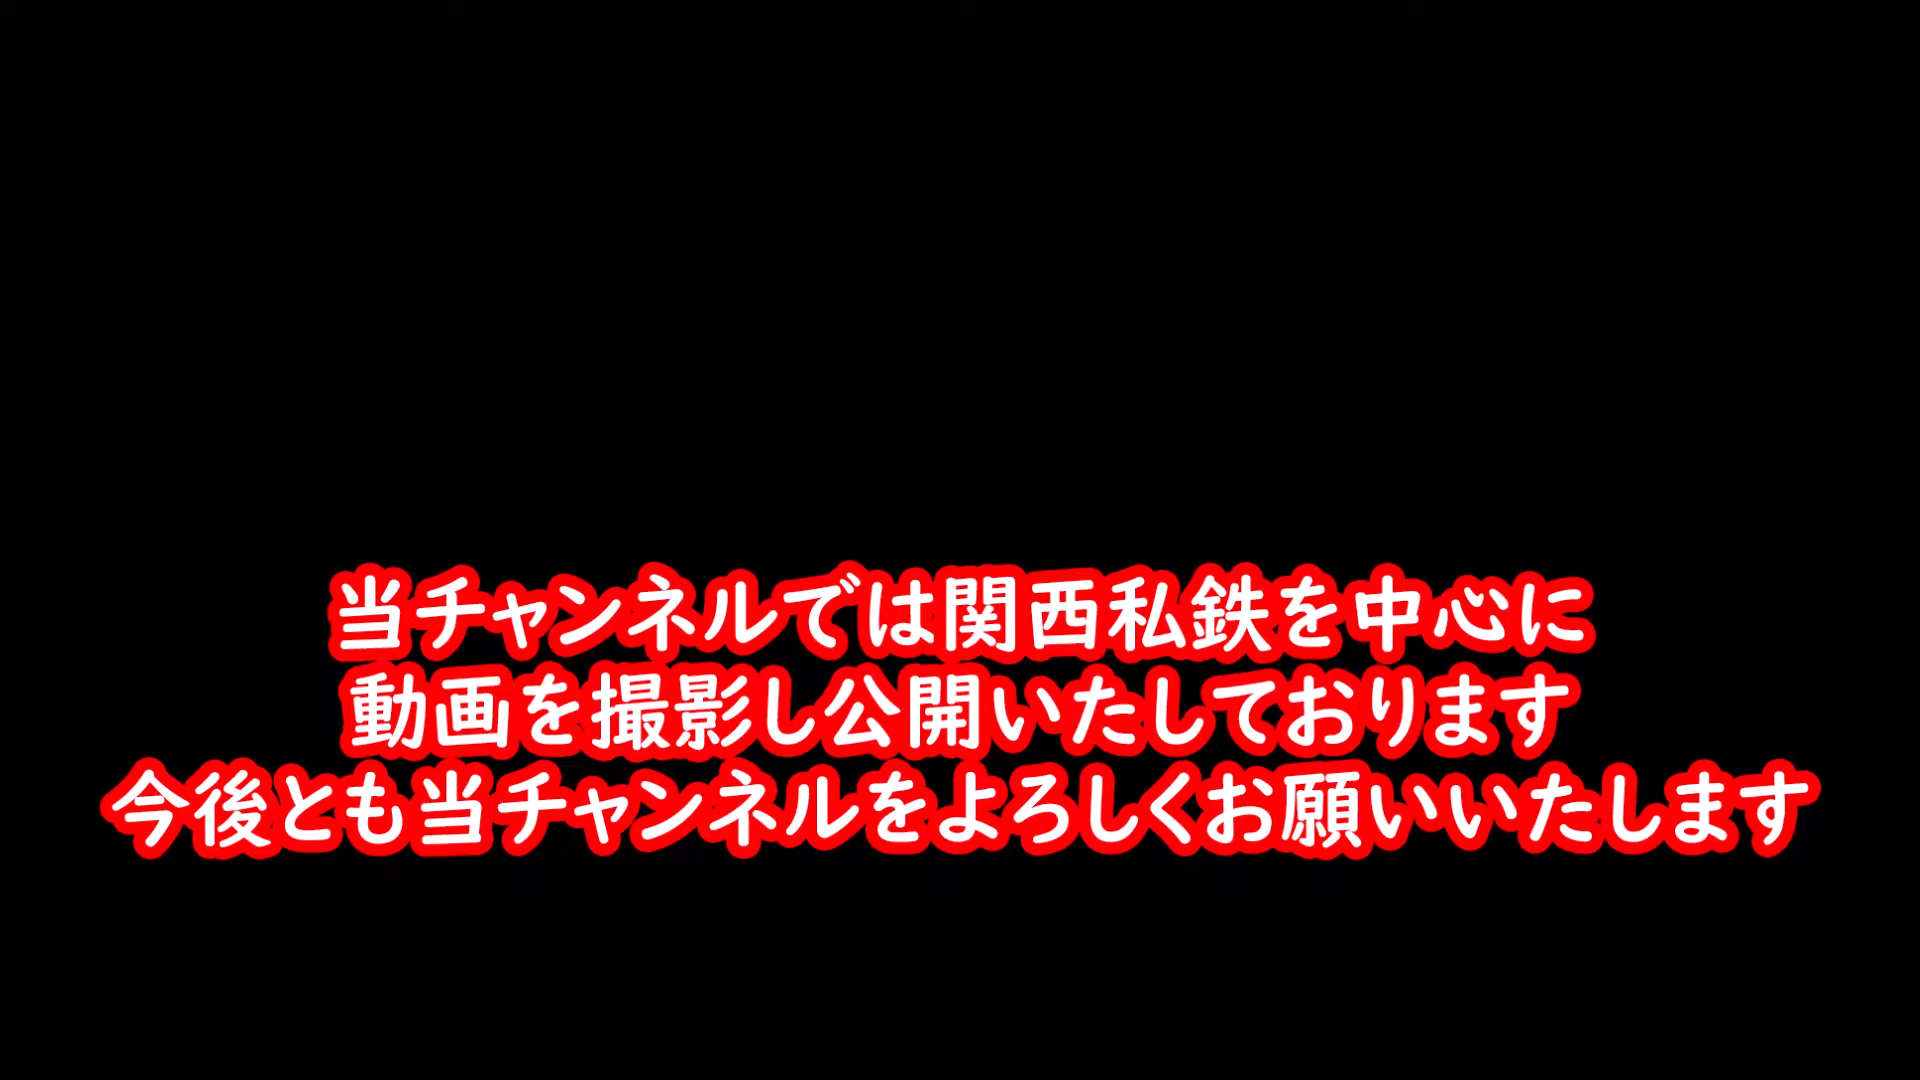 当チャンネルでは関西私鉄を中心に
動画を撮影し公開いたしております
今後とも当チャンネルをよろしくお願いいたします